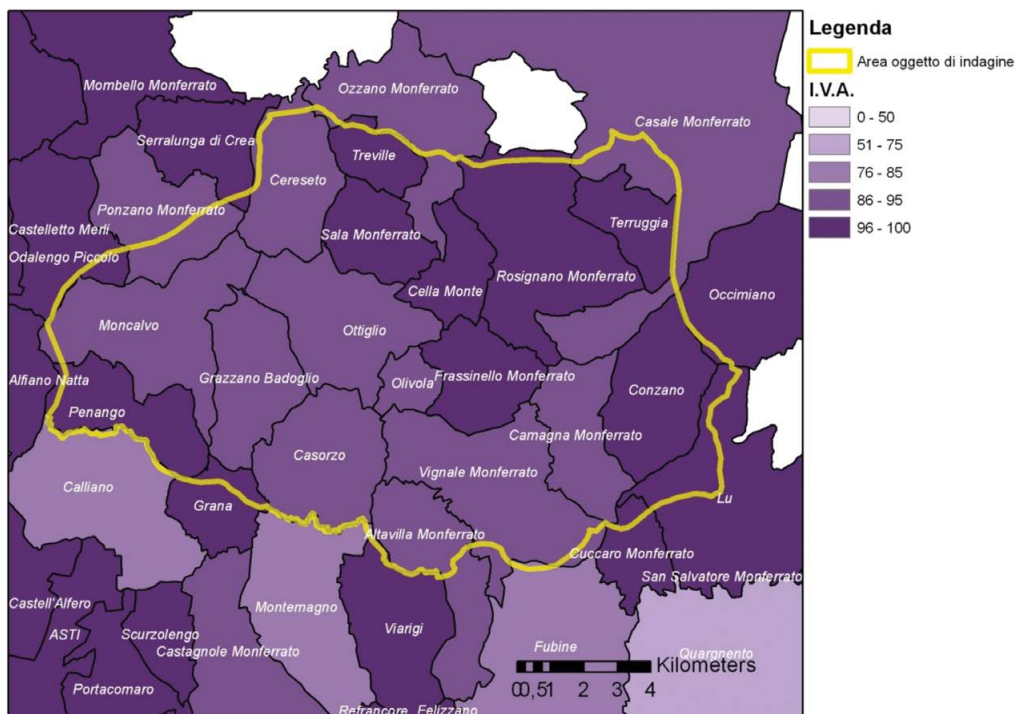 Legenda
Area oggetto di indagine
I.V.A.
0 - 50
51 - 75
76 - 85
86 - 95
96 - 100
Mombello Monferrato
Ozzano Monferrato
Casale Monferrato
Serralunga di Crea
Treville
Cereseto
Ponzano Monferrato
Terruggia
Castelletto Merli
Sala Monferrato
Odalengo Piccolo
Rosignano Monferrato
Cella Monte
Occimiano
Moncalvo
Ottiglio
Alfiano Natta
Grazzano Badoglio
Olivola
Frassinello Monferrato
Conzano
Penango
Camagna Monferrato
Casorzo
Vignale Monferrato
Calliano
Grana
Lu
Altavilla Monferrato
Cuccaro Monferrato
San Salvatore Monferrato
Castell'Alfero
Montemagno
ASTI
Scurzolengo
Viarigi
Castagnole Monferrato
Fubine
Quargnento
Kilometers
0 0,5 1 2 3 4
Portacomaro
Refrancore
Felizzano